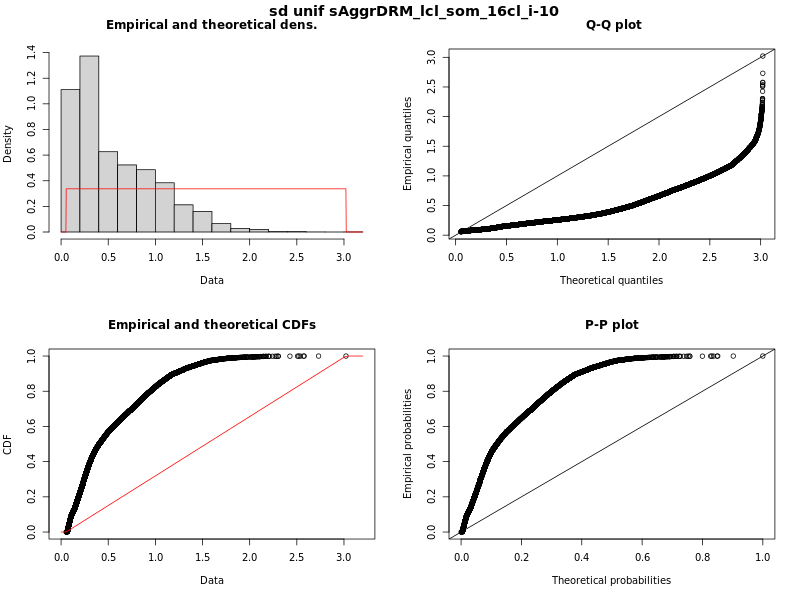 sd unif sAggrDRM_lcl_som_16cl_i-10
Empirical and theoretical dens.
Density
0.0 0.2 0.4 0.6 0.8 1.0 1.2 1.4
0.0 0.5 1.0 1.5 2.0 2.5 3.0
Data
Q-Q plot
Empirical quantiles
0.0 0.5 1.0 1.5 2.0 2.5 3.0
0.0 0.5 1.0 1.5 2.0 2.5 3.0
Theoretical quantiles
Empirical and theoretical CDFs
CDF
0.0 0.2 0.4 0.6 0.8 1.0
0.0 0.5 1.0 1.5 2.0 2.5 3.0
Data
P-P plot
Empirical probabilities
0.0 0.2 0.4 0.6 0.8 1.0
0.0 0.2 0.4 0.6 0.8 1.0
Theoretical probabilities